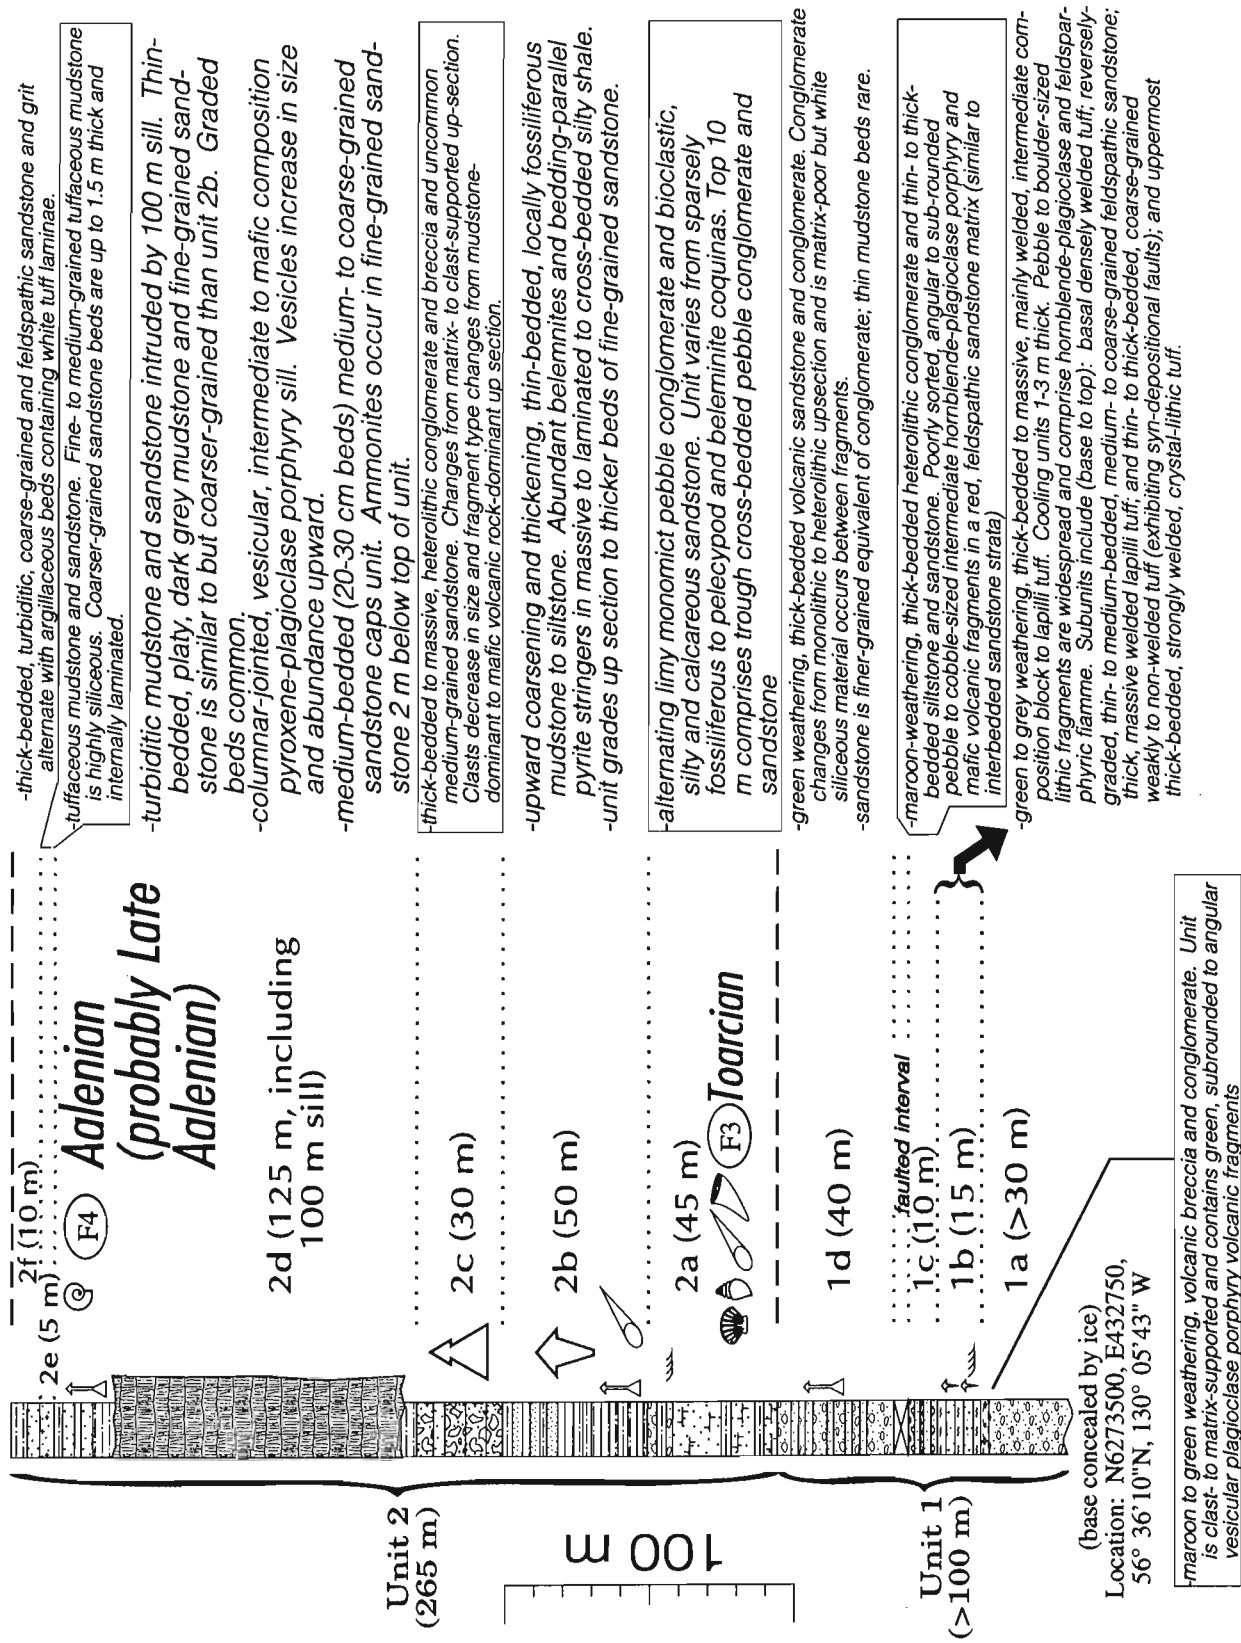 -thick-bedded, turbiditic, coarse-grained and feldspathic sandstone and grit
alternate with argillaceous beds containing white tuff laminae.
-tuffaceous mudstone and sandstone. Fine- to medium-grained tuffaceous mudstone
is highly siliceous. Coarser-grained sandstone beds are up to 1.5 m thick and
internally laminated.
-turbiditic mudstone and sandstone intruded by 100 m sill. Thin-
bedded, platy, dark grey mudstone and fine-grained sand-
stone is similar to but coarser-grained than unit 2b. Graded
beds common.
-columnar-jointed, vesicular, intermediate to mafic composition
pyroxene-plagioclase porphyry sill. Vesicles increase in size
and abundance upward.
-medium-bedded (20-30 cm beds) medium- to coarse-grained
sandstone caps unit. Ammonites occur in fine-grained sand-
stone 2 m below top of unit.
-thick-bedded to massive, heterolithic conglomerate and breccia and uncommon
medium-grained sandstone. Changes from matrix- to clast-supported up-section.
Clasts decrease in size and fragment type changes from mudstone-
dominant to mafic volcanic rock-dominant up section.
-upward coarsening and thickening, thin-bedded, locally fossiliferous
mudstone to siltstone. Abundant belemnites and bedding-parallel
pyrite stringers in massive to laminated to cross-bedded silty shale.
-unit grades up section to thicker beds of fine-grained sandstone.
-alternating limy monomict pebble conglomerate and bioclastic,
silty and calcareous sandstone. Unit varies from sparsely
fossiliferous to pelecypod and beleminite coquinas. Top 10
m comprises trough cross-bedded pebble conglomerate and
sandstone
-green weathering, thick-bedded volcanic sandstone and conglomerate. Conglomerate
changes from monolithic to heterolithic upsection and is matrix-poor but white
siliceous material occurs between fragments.
-sandstone is finer-grained equivalent of conglomerate; thin mudstone beds rare.
-maroon-weathering, thick-bedded heterolithic conglomerate and thin- to thick-
bedded siltstone and sandstone. Poorly sorted, angular to sub-rounded
pebble to cobble-sized intermediate hornblende-plagioclase porphyry and
mafic volcanic fragments in a red, feldspathic sandstone matrix (similar to
interbedded sandstone strata)
-green to grey weathering, thick-bedded to massive, mainly welded, intermediate com-
position block to lapilli tuff. Cooling units 1-3 m thick. Pebble to boulder-sized
lithic fragments are widespread and comprise hornblende-plagioclase and feldspar-
phyric fiamme. Subunits include (base to top): basal densely welded tuff; reversely-
graded, thin- to medium-bedded, medium- to coarse-grained feldspathic sandstone;
thick, massive welded lapilli tuff; and thin- to thick-bedded, coarse-grained
weakly to non-welded tuff (exhibiting syn-depositional faults); and uppermost
thick-bedded, strongly welded, crystal-lithic tuff.
2f (10 m)
2e (5 m)
F4
Aalenian
(probably Late
Aalenian)
2d (125 m, including
100 m sill)
2c (30 m)
2b (50 m)
2a (45 m)
F3
Toarcian
1d (40 m)
faulted interval
1c (10 m)
1b (15 m)
1a (>30 m)
Unit 2
(265 m)
100 m
Unit 1
(>100 m)
(base concealed by ice)
Location: N6273500, E432750,
56° 36'10"N, 130° 05'43" W
-maroon to green weathering, volcanic breccia and conglomerate. Unit
is clast- to matrix-supported and contains green, subrounded to angular
vesicular plagioclase porphyry volcanic fragments